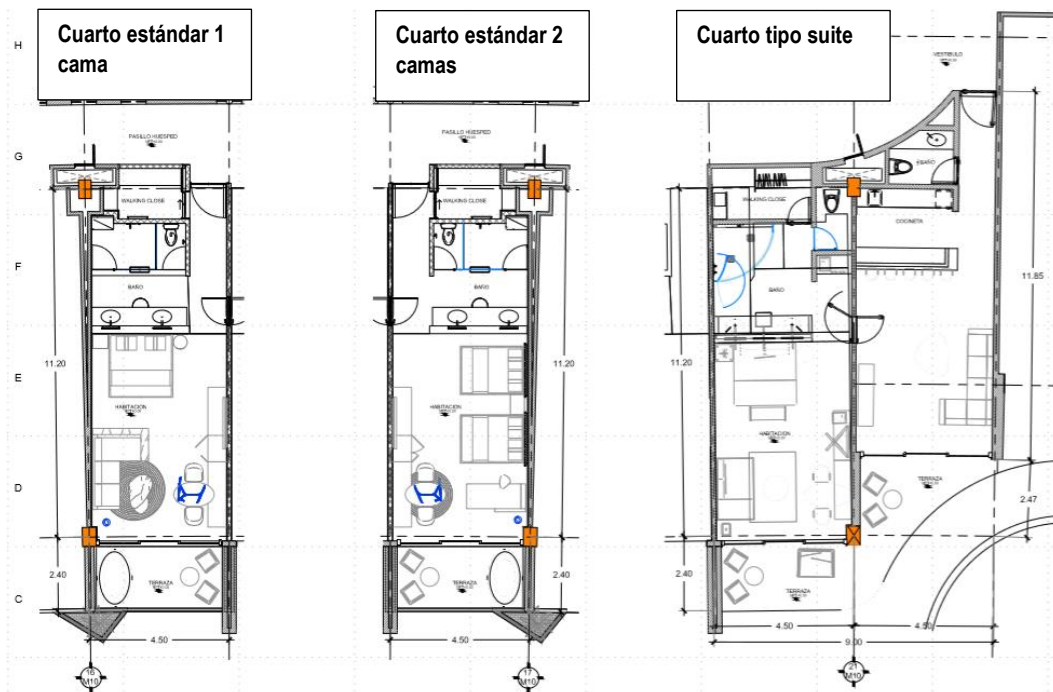 Cuarto estándar 1
cama
Cuarto estándar 2
camas
Cuarto tipo suite
H
G
F
E
D
C
PASILLO HUESPED
WALKING CLOSE
BAÑO
HABITACION
TERRAZA
11.20
2.40
4.50
16
M10
PASILLO HUESPED
WALKING CLOSE
BAÑO
HABITACION
TERRAZA
11.20
2.40
4.50
17
M10
VESTIBULO
BAÑO
WALKING CLOSE
COCINETA
BAÑO
HABITACION
TERRAZA
TERRAZA
11.20
11.85
2.47
2.40
4.50
4.50
9.00
21
M10